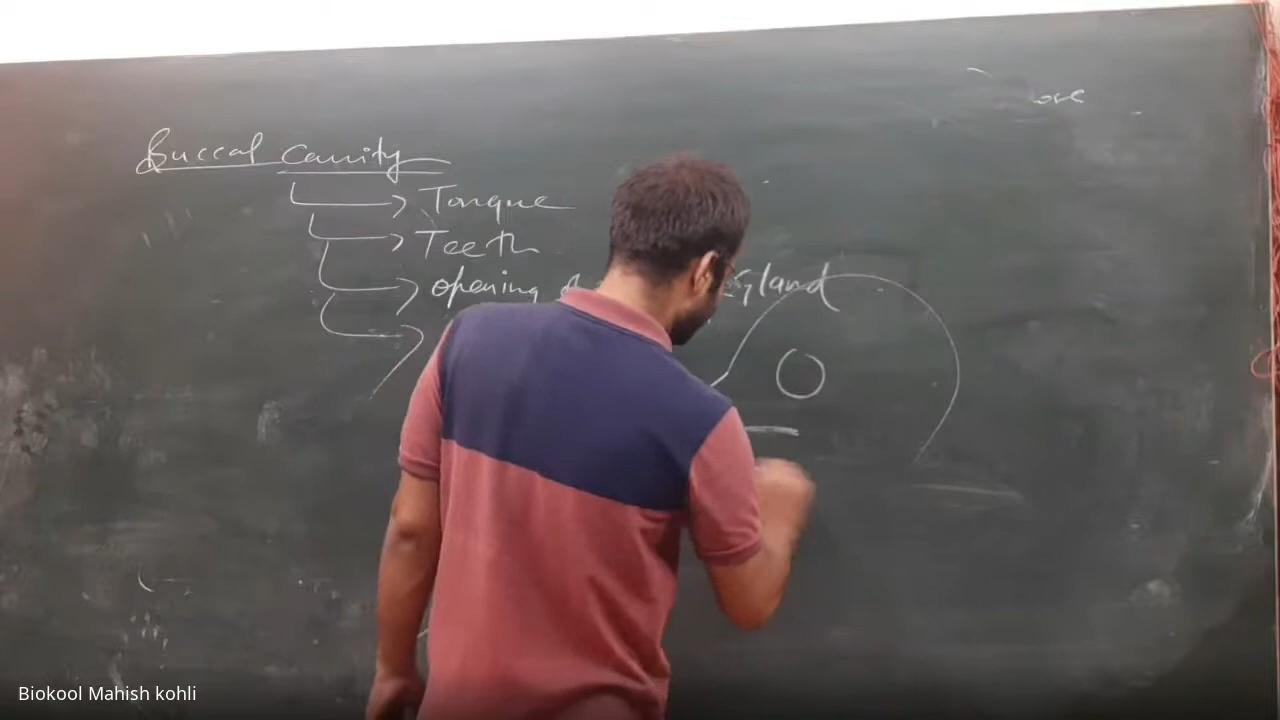 Buccal Cavity
Tongue
Teeth
opening
gland
Biokool Mahish kohli